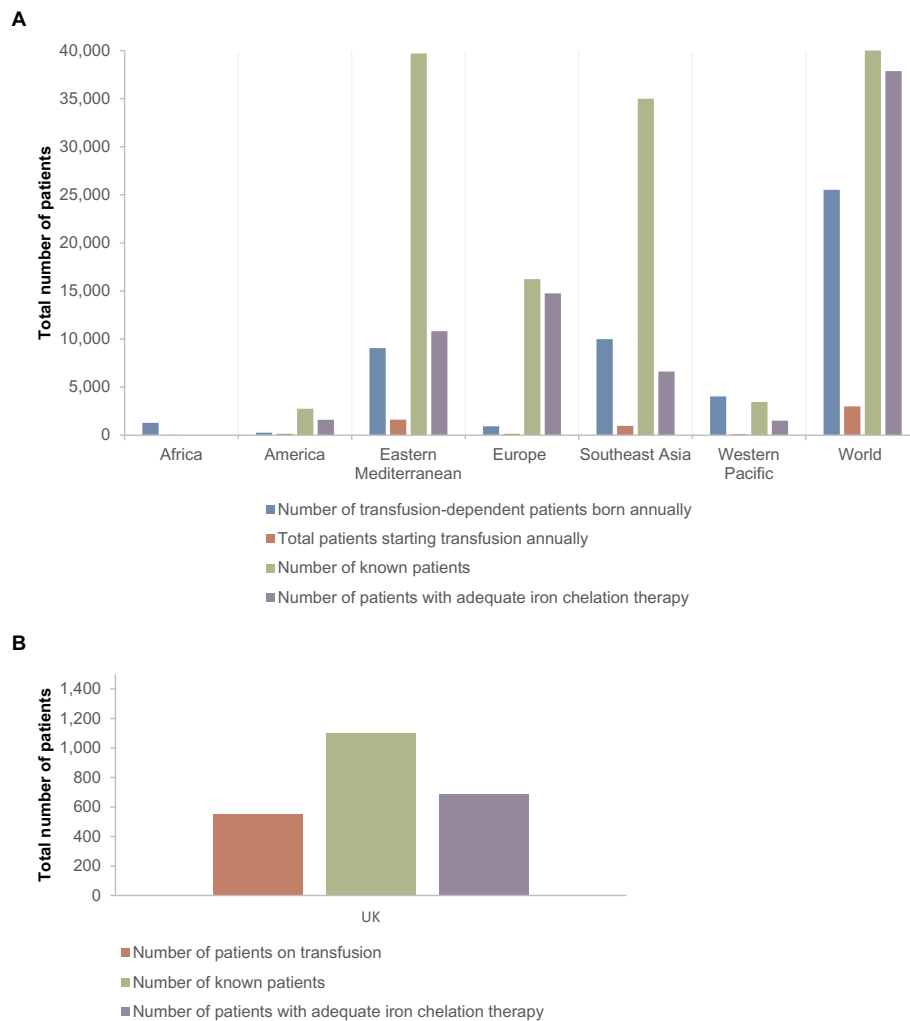 A
Total number of patients
40,000
35,000
30,000
25,000
20,000
15,000
10,000
5,000
0
Africa
America
Eastern
Mediterranean
Europe
Southeast Asia
Western
Pacific
World
Number of transfusion-dependent patients born annually
Total patients starting transfusion annually
Number of known patients
Number of patients with adequate iron chelation therapy
B
Total number of patients
1,400
1,200
1,000
800
600
400
200
0
UK
Number of patients on transfusion
Number of known patients
Number of patients with adequate iron chelation therapy